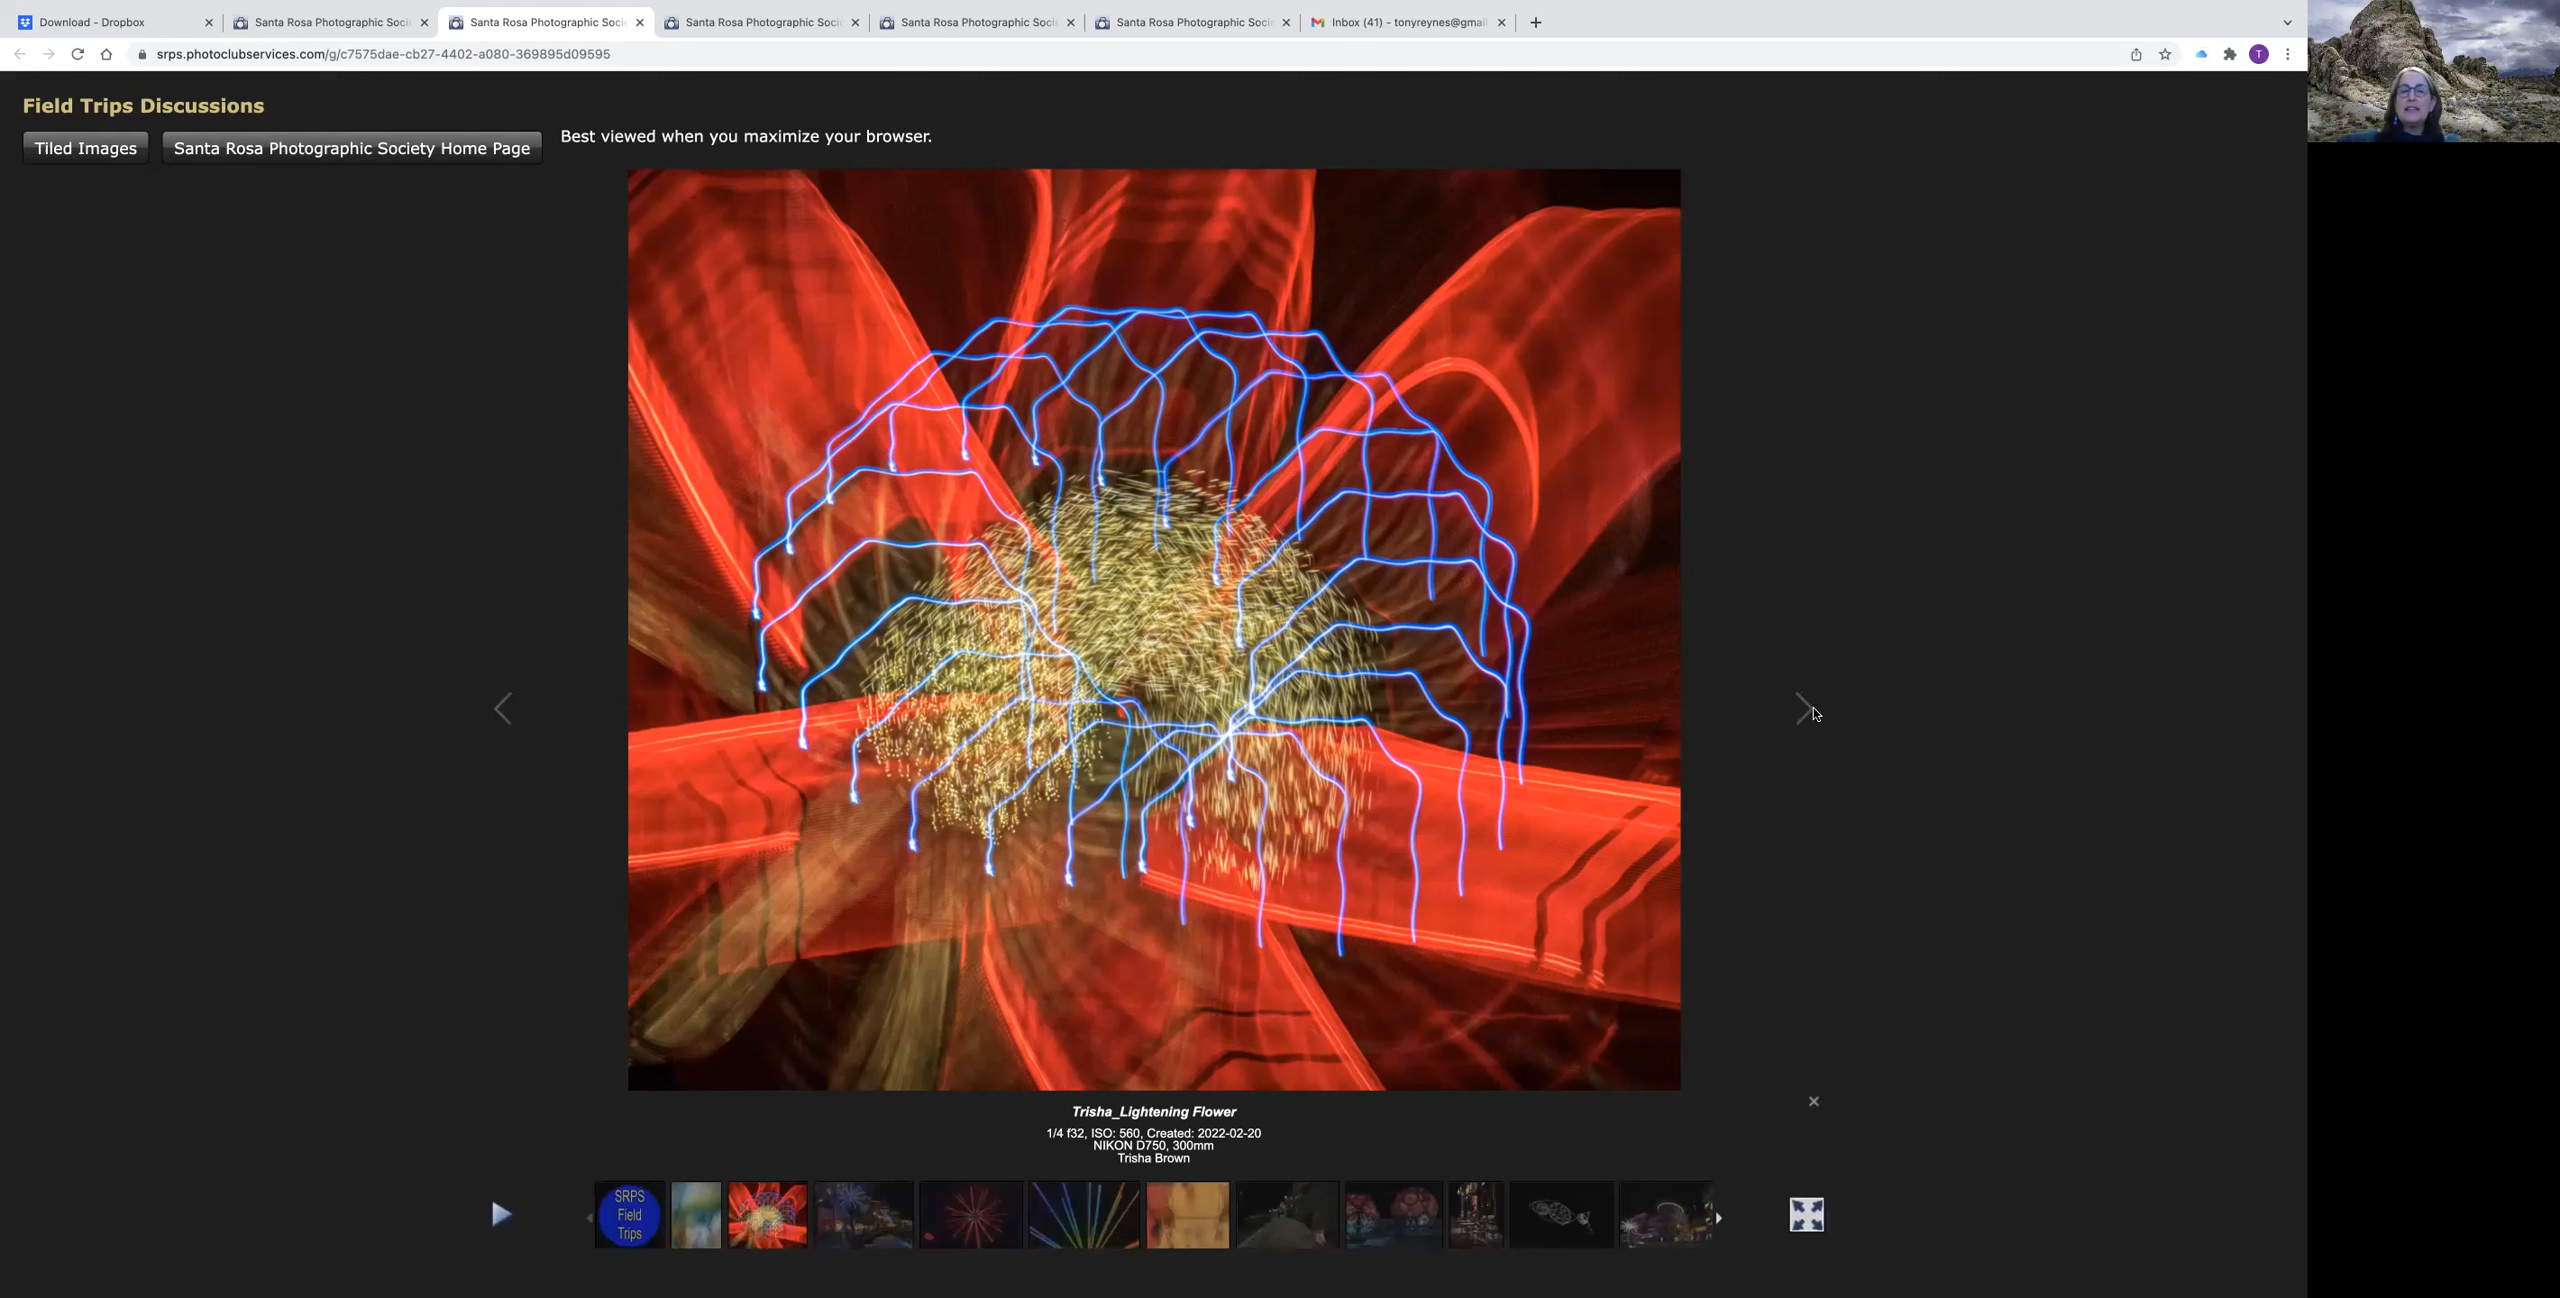 Download - Dropbox
Santa Rosa Photographic Soci
Santa Rosa Photographic Soci
Santa Rosa Photographic Soci
Santa Rosa Photographic Soci
Santa Rosa Photographic Soci
Inbox (41) - tonyreynes@gmai
srps.photoclubservices.com/g/c7575dae-cb27-4402-a080-369895d09595
T
Field Trips Discussions
Tiled Images
Santa Rosa Photographic Society Home Page
Best viewed when you maximize your browser.
Trisha_Lightening Flower
1/4 f32, ISO: 560, Created: 2022-02-20
NIKON D750, 300mm
Trisha Brown
SRPS
Field
Trips